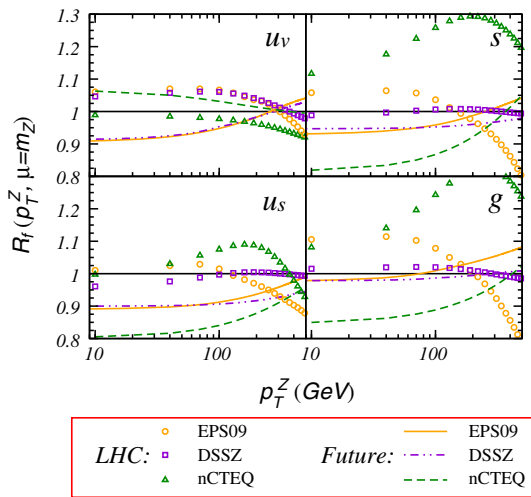 1.3
1.2
1.1
1
0.9
0.8
u_v
s
1.2
1.1
1
0.9
0.8
u_s
g
R_f (p_T^Z, μ=m_Z)
10 100 10 100
p_T^Z (GeV)
LHC: Future:
EPS09 EPS09
DSSZ DSSZ
nCTEQ nCTEQ